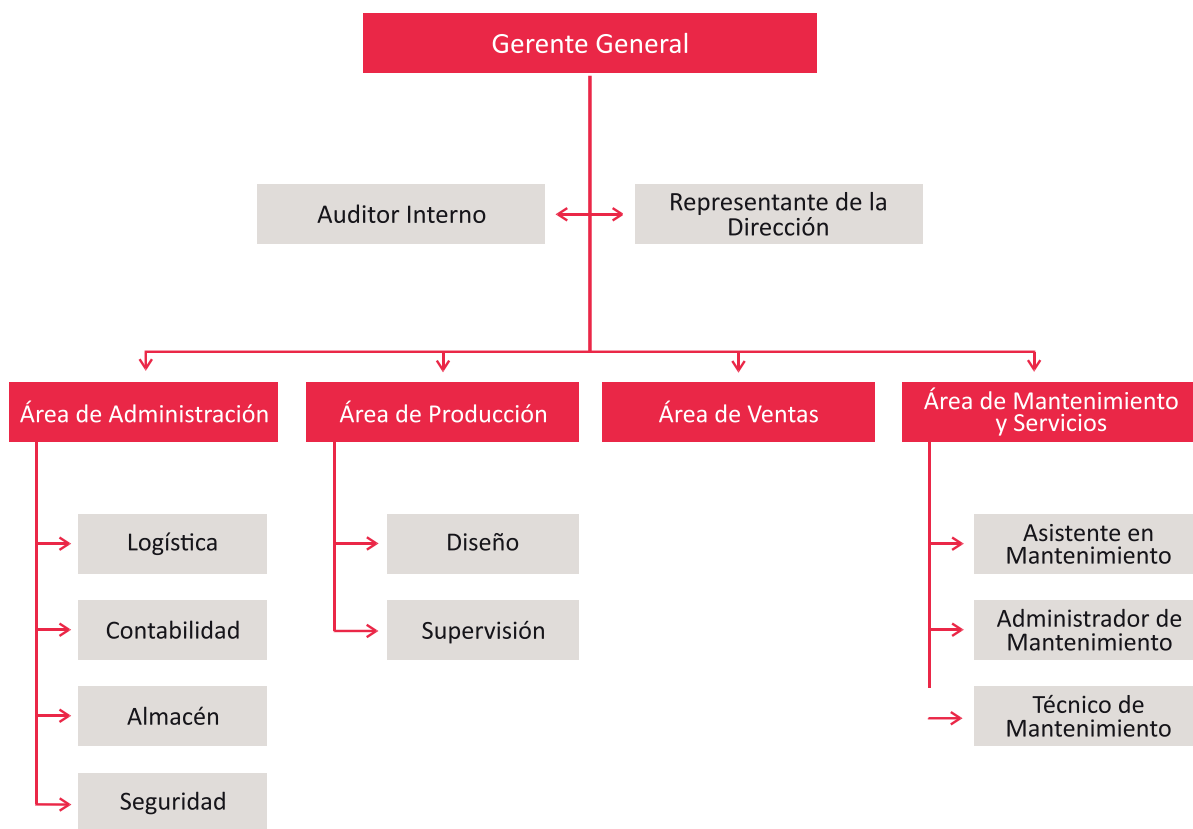 Gerente General
Auditor Interno
Representante de la
Dirección
Área de Administración
Área de Producción
Área de Ventas
Área de Mantenimiento
y Servicios
Logística
Contabilidad
Almacén
Seguridad
Diseño
Supervisión
Asistente en
Mantenimiento
Administrador de
Mantenimiento
Técnico de
Mantenimiento